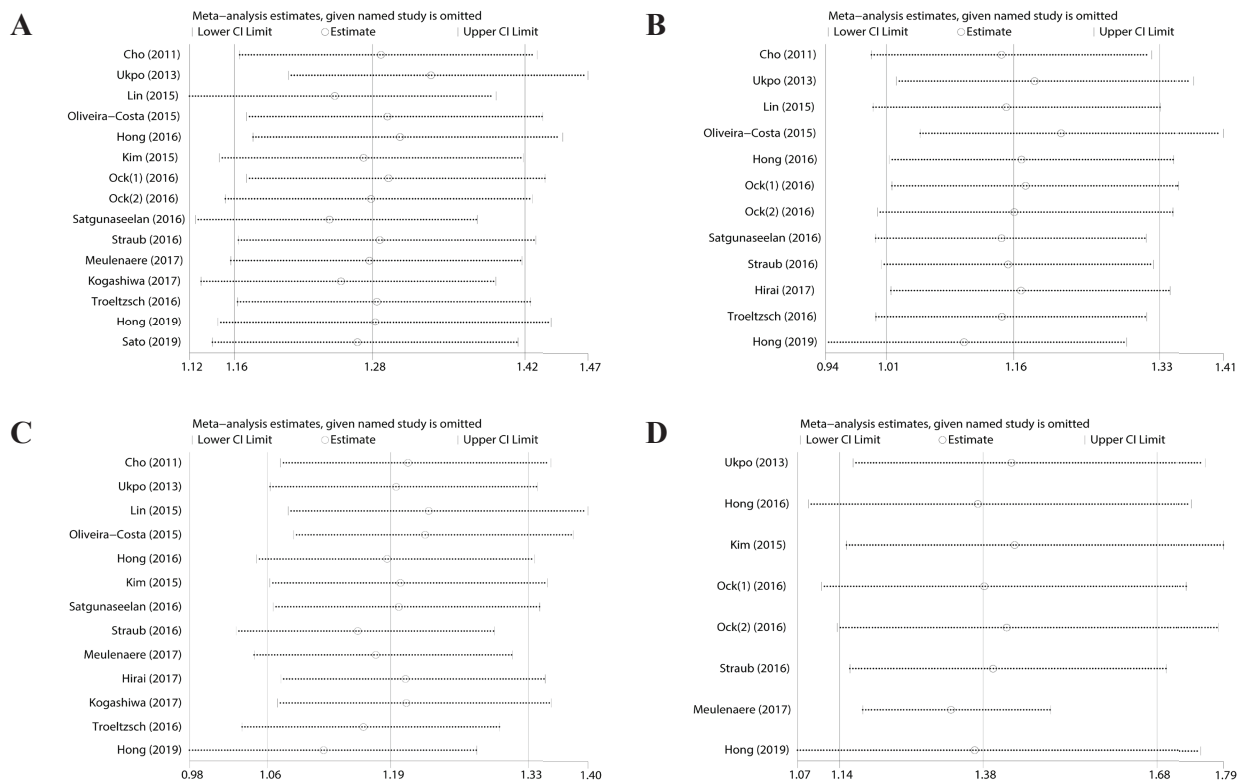 A
Meta−analysis estimates, given named study is omitted
Lower CI Limit Estimate Upper CI Limit
Cho (2011)
Ukpo (2013)
Lin (2015)
Oliveira−Costa (2015)
Hong (2016)
Kim (2015)
Ock(1) (2016)
Ock(2) (2016)
Satgunaseelan (2016)
Straub (2016)
Meulenaere (2017)
Kogashiwa (2017)
Troeltzsch (2016)
Hong (2019)
Sato (2019)
1.12 1.16 1.28 1.42 1.47
B
Meta−analysis estimates, given named study is omitted
Lower CI Limit Estimate Upper CI Limit
Cho (2011)
Ukpo (2013)
Lin (2015)
Oliveira−Costa (2015)
Hong (2016)
Ock(1) (2016)
Ock(2) (2016)
Satgunaseelan (2016)
Straub (2016)
Hirai (2017)
Troeltzsch (2016)
Hong (2019)
0.94 1.01 1.16 1.33 1.41
C
Meta−analysis estimates, given named study is omitted
Lower CI Limit Estimate Upper CI Limit
Cho (2011)
Ukpo (2013)
Lin (2015)
Oliveira−Costa (2015)
Hong (2016)
Kim (2015)
Satgunaseelan (2016)
Straub (2016)
Meulenaere (2017)
Hirai (2017)
Kogashiwa (2017)
Troeltzsch (2016)
Hong (2019)
0.98 1.06 1.19 1.33 1.40
D
Meta−analysis estimates, given named study is omitted
Lower CI Limit Estimate Upper CI Limit
Ukpo (2013)
Hong (2016)
Kim (2015)
Ock(1) (2016)
Ock(2) (2016)
Straub (2016)
Meulenaere (2017)
Hong (2019)
1.07 1.14 1.38 1.68 1.79